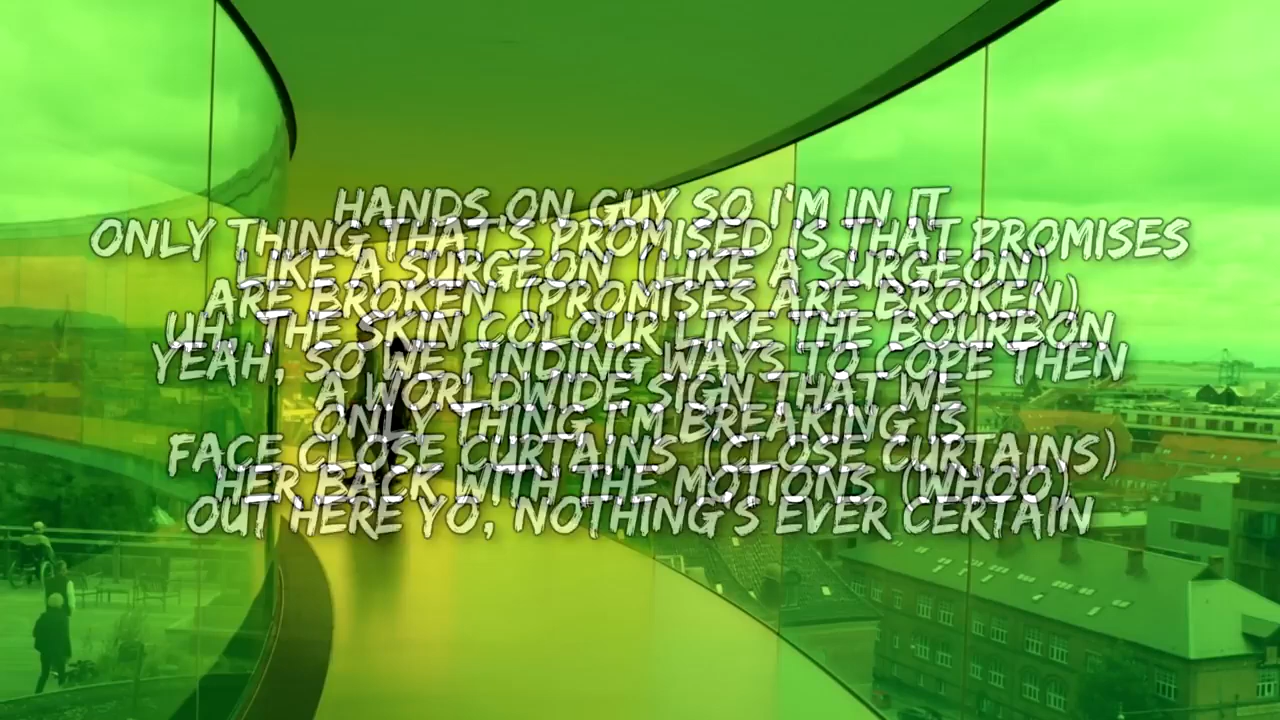 HANDS ON GUY SO I'M IN IT
ONLY THING THAT'S PROMISED IS THAT PROMISES
LIKE A SURGEON (LIKE A SURGEON)
ARE BROKEN (PROMISES ARE BROKEN)
UH, THE SKIN COLOUR LIKE THE BOURBON
YEAH, SO WE FINDING WAYS TO COPE THEN
A WORLDWIDE SIGN THAT WE
ONLY THING I'M BREAKING IS
FACE CLOSE CURTAINS (CLOSE CURTAINS)
HER BACK WITH THE MOTIONS (WHOO)
OUT HERE YO, NOTHING'S EVER CERTAIN